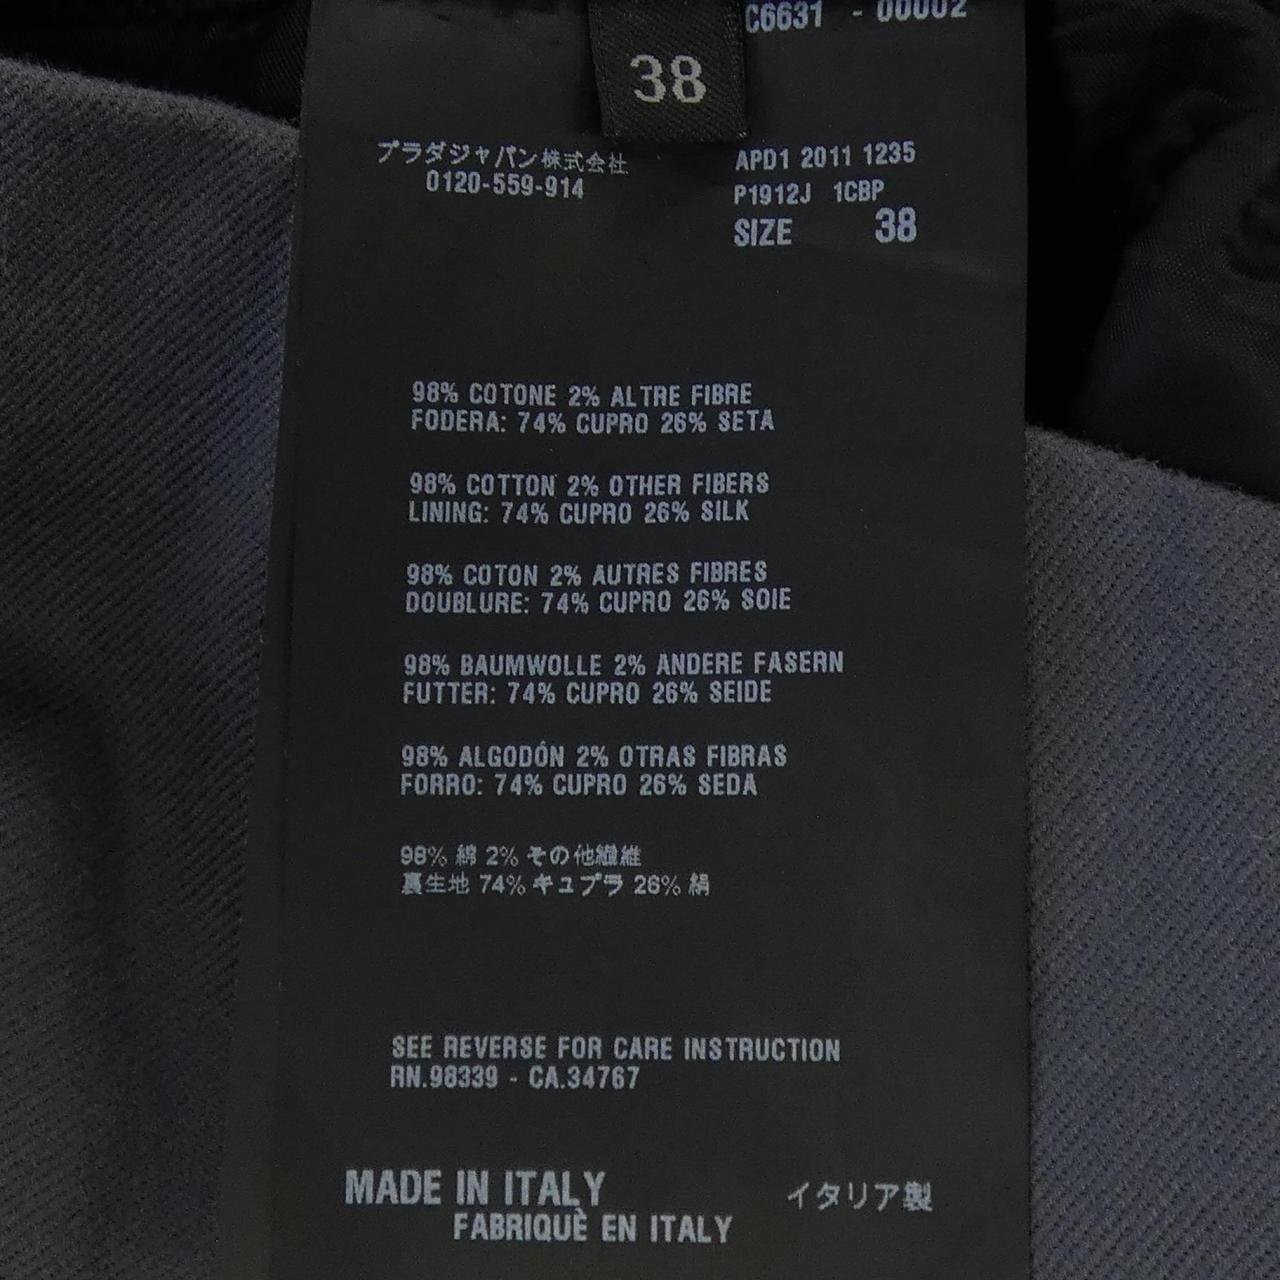 C6631 - 00002
38
プラダジャパン株式会社
0120-559-914
APD1 2011 1235
P1912J 1CBP
SIZE 38
98% COTONE 2% ALTRE FIBRE
FODERA: 74% CUPRO 26% SETA
98% COTTON 2% OTHER FIBERS
LINING: 74% CUPRO 26% SILK
98% COTON 2% AUTRES FIBRES
DOUBLURE: 74% CUPRO 26% SOIE
98% BAUMWOLLE 2% ANDERE FASERN
FUTTER: 74% CUPRO 26% SEIDE
98% ALGODÓN 2% OTRAS FIBRAS
FORRO: 74% CUPRO 26% SEDA
98% 綿 2% その他繊維
裏生地 74% キュプラ 26% 絹
SEE REVERSE FOR CARE INSTRUCTION
RN.98339 - CA.34767
MADE IN ITALY
FABRIQUÈ EN ITALY
イタリア製